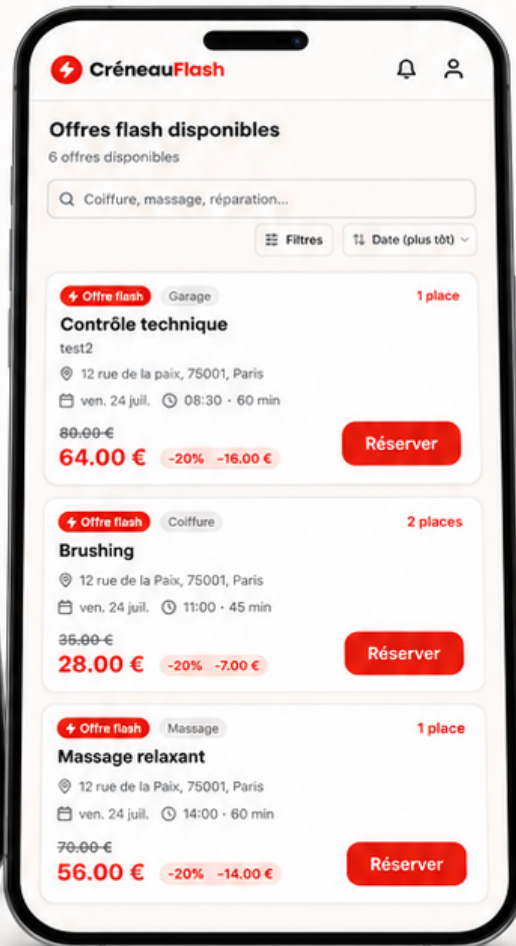 CréneauFlash
Offres flash disponibles
6 offres disponibles
Coiffure, massage, réparation...
Filtres
Date (plus tôt)
Offre flash Garage 1 place
Contrôle technique
test2
12 rue de la paix, 75001, Paris
ven. 24 juil. 08:30 · 60 min
80.00 €
64.00 € -20% -16.00 €
Réserver
Offre flash Coiffure 2 places
Brushing
12 rue de la Paix, 75001, Paris
ven. 24 juil. 11:00 · 45 min
35.00 €
28.00 € -20% -7.00 €
Réserver
Offre flash Massage 1 place
Massage relaxant
12 rue de la Paix, 75001, Paris
ven. 24 juil. 14:00 · 60 min
70.00 €
56.00 € -20% -14.00 €
Réserver